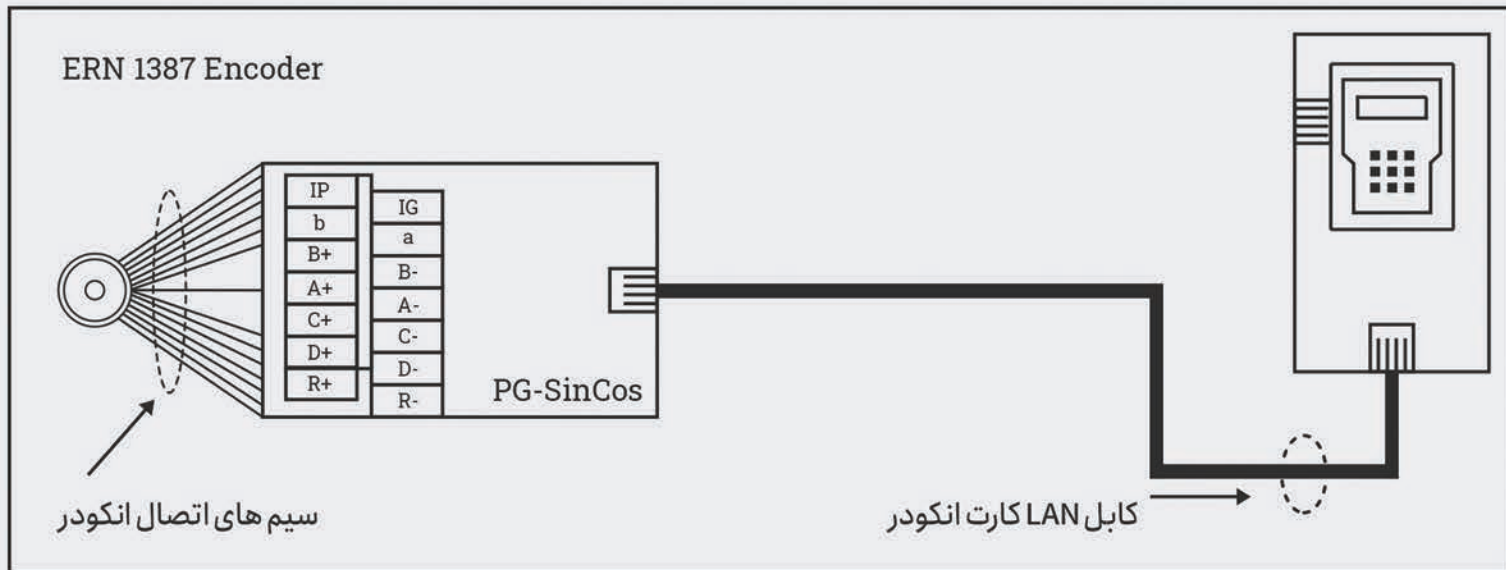 ERN 1387 Encoder
IP
IG
b
a
B+
B-
A+
A-
C+
C-
D+
D-
R+
R-
PG-SinCos
سیم های اتصال انکودر
کابل LAN کارت انکودر